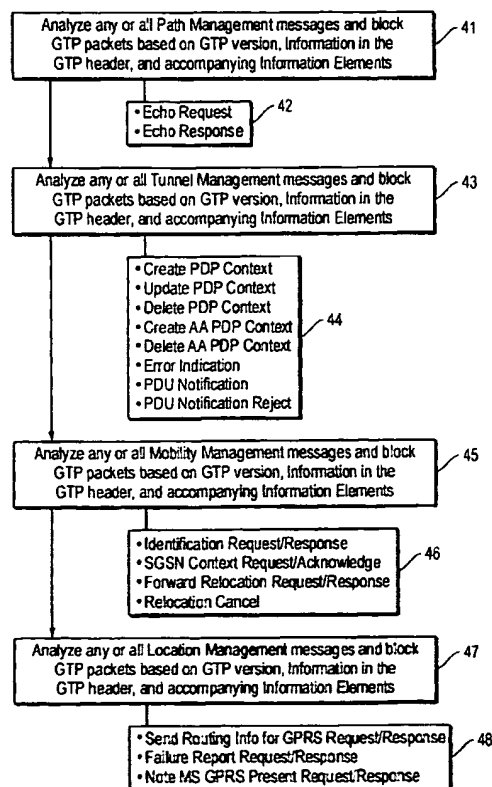 Analyze any or all Path Management messages and block
GTP packets based on GTP version, Information in the
GTP header, and accompanying Information Elements
41
• Echo Request
• Echo Response
42
Analyze any or all Tunnel Management messages and block
GTP packets based on GTP version, Information in the
GTP header, and accompanying Information Elements
43
• Create PDP Context
• Update PDP Context
• Delete PDP Context
• Create AA PDP Context
• Delete AA PDP Context
• Error Indication
• PDU Notification
• PDU Notification Reject
44
Analyze any or all Mobility Management messages and block
GTP packets based on GTP version, Information in the
GTP header, and accompanying Information Elements
45
• Identification Request/Response
• SGSN Context Request/Acknowledge
• Forward Relocation Request/Response
• Relocation Cancel
46
Analyze any or all Location Management messages and block
GTP packets based on GTP version, Information in the
GTP header, and accompanying Information Elements
47
• Send Routing Info for GPRS Request/Response
• Failure Report Request/Response
• Note MS GPRS Present Request/Response
48